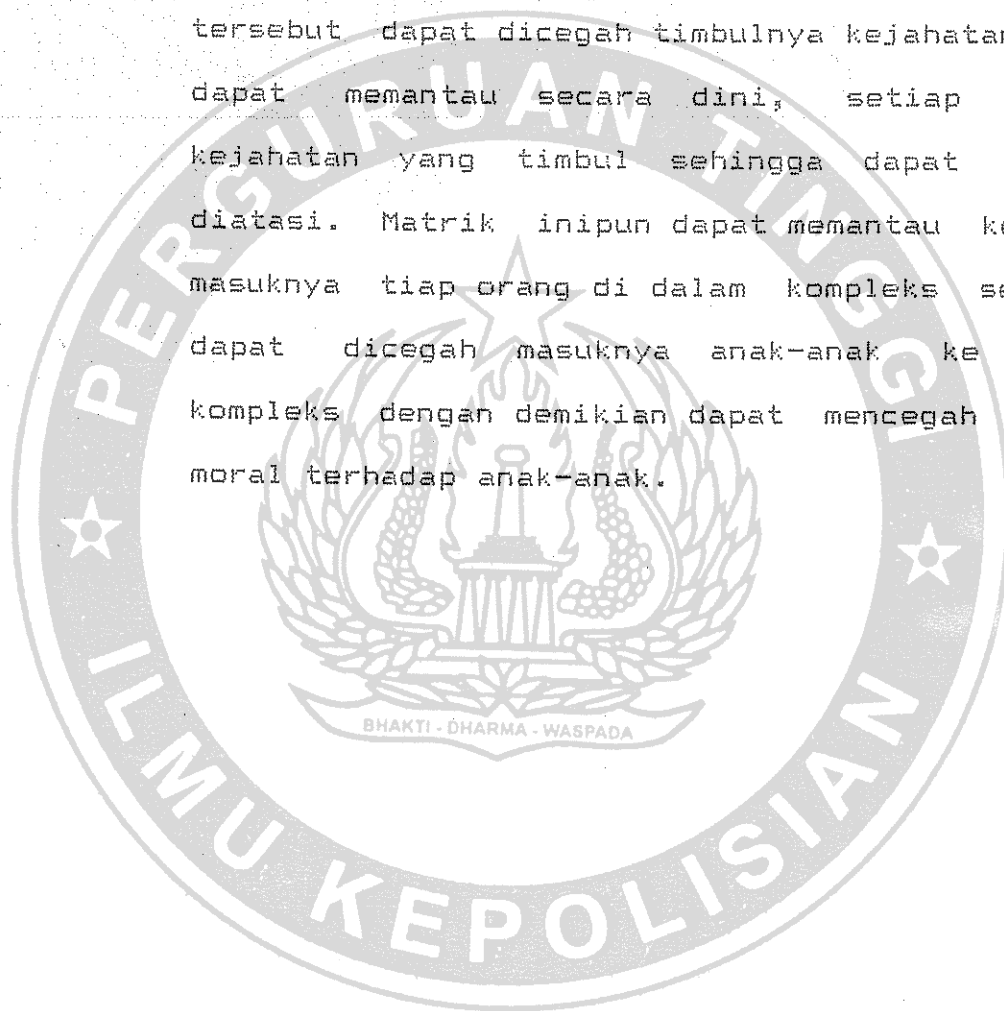 tersebut dapat dicegah timbulnya kejahatan
dapat memantau secara dini, setiap
kejahatan yang timbul sehingga dapat
diatasi. Matrik inipun dapat memantau ke
masuknya tiap orang di dalam kompleks se
dapat dicegah masuknya anak-anak ke
kompleks dengan demikian dapat mencegah
moral terhadap anak-anak.
PERGURUAN TINGGI
BHAKTI - DHARMA - WASPADA
ILMU KEPOLISIAN